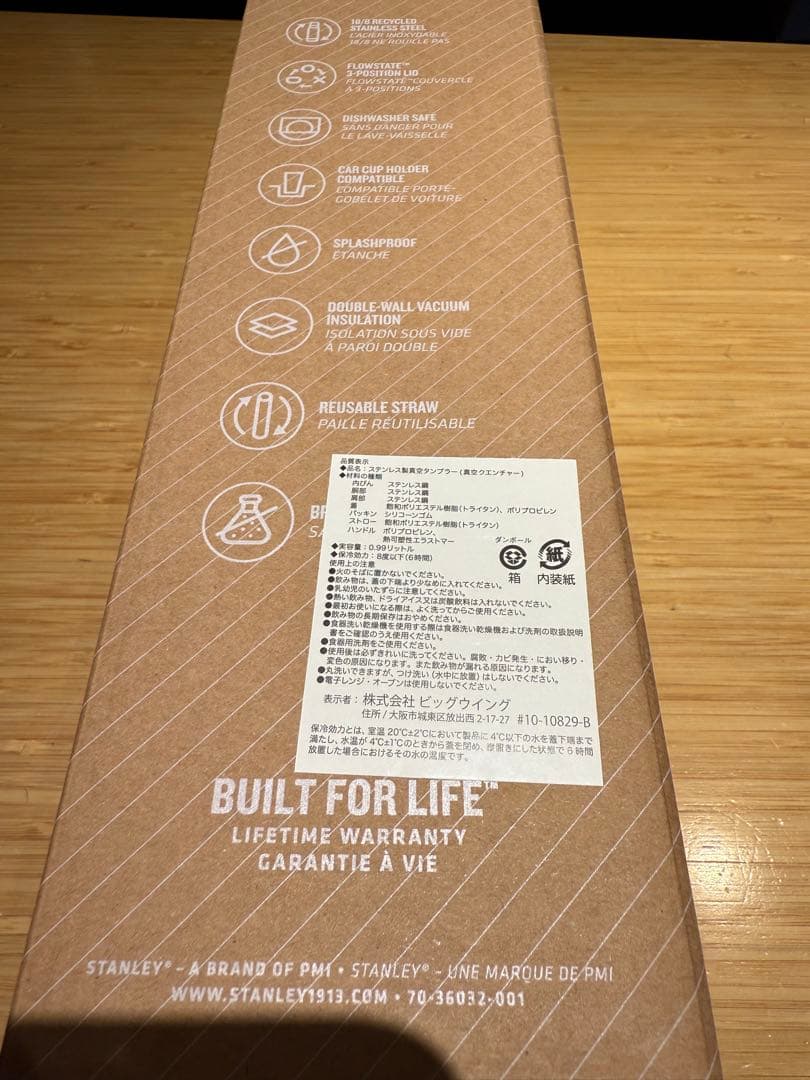 18/8 RECYCLED
STAINLESS STEEL
L'ACIER INOXYDABLE
18/8 NE ROUILLE PAS
FLOWSTATE™
3-POSITION LID
FLOWSTATE™ COUVERCLE
À 3-POSITIONS
DISHWASHER SAFE
SANS DANGER POUR
LE LAVE-VAISSELLE
CAR CUP HOLDER
COMPATIBLE
COMPATIBLE PORTE-
GOBELET DE VOITURE
SPLASHPROOF
ÉTANCHE
DOUBLE-WALL VACUUM
INSULATION
ISOLATION SOUS VIDE
À PAROI DOUBLE
REUSABLE STRAW
PAILLE RÉUTILISABLE
品質表示
◆品名：ステンレス製真空タンブラー(真空クエンチャー)
◆材料の種類
内びん ステンレス鋼
胴部 ステンレス鋼
肩部 ステンレス鋼
蓋 飽和ポリエステル樹脂(トライタン)、ポリプロピレン
パッキン シリコーンゴム
ストロー 飽和ポリエステル樹脂(トライタン)
ハンドル ポリプロピレン、
熱可塑性エラストマー
◆実容量：0.99リットル
◆保冷効力：8度以下(6時間)
ダンボール
紙
箱 内装紙
使用上の注意
●火のそばに置かないでください。
●飲み物は、蓋の下端より少なめに入れてください。
●乳幼児のいたずらに注意してください。
●熱い飲み物、ドライアイス又は炭酸飲料は入れないでください。
●最初お使いになる際は、よく洗ってからご使用ください。
●飲み物の長期保存はおやめください。
●食器洗い乾燥機を使用する際は食器洗い乾燥機および洗剤の取扱説明
書をご確認のうえ使用ください。
●食器用洗剤をご使用ください。
●使用後は必ずきれいに洗ってください。腐敗・カビ発生・におい移り・
変色の原因になります。また飲み物が漏れる原因になります。
●丸洗いできますが、つけ洗い(水中に放置)はしないでください。
●電子レンジ・オーブンは使用しないでください。
表示者：株式会社 ビッグウイング
住所/大阪市城東区放出西2-17-27 #10-10829-B
保冷効力とは、室温20℃±2℃において製品に4℃以下の水を蓋下端まで
満たし、水温が4℃±1℃のときから蓋を閉め、縦置きにした状態で6時間
放置した場合におけるその水の温度です。
BUILT FOR LIFE™
LIFETIME WARRANTY
GARANTIE À VIE
STANLEY® - A BRAND OF PMI • STANLEY® - UNE MARQUE DE PMI
WWW.STANLEY1913.COM • 70-36032-001